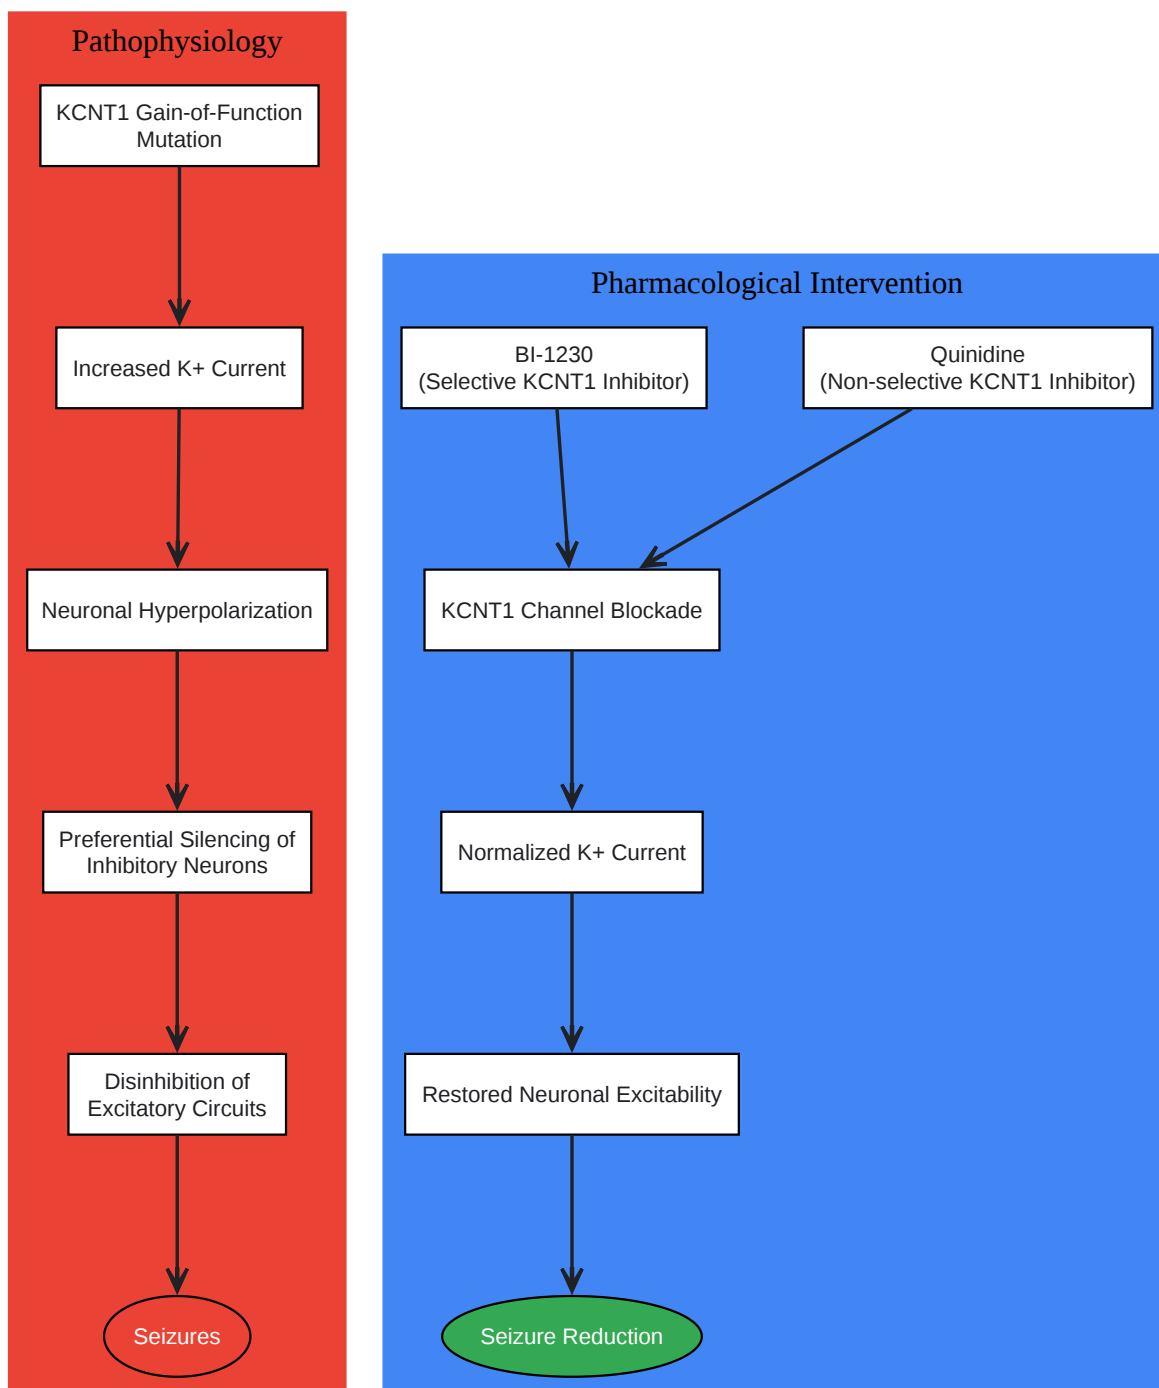 Pathophysiology
KCNT1 Gain-of-Function
Mutation
Increased K+ Current
Neuronal Hyperpolarization
Preferential Silencing of
Inhibitory Neurons
Disinhibition of
Excitatory Circuits
Seizures
Pharmacological Intervention
BI-1230
(Selective KCNT1 Inhibitor)
Quinidine
(Non-selective KCNT1 Inhibitor)
KCNT1 Channel Blockade
Normalized K+ Current
Restored Neuronal Excitability
Seizure Reduction